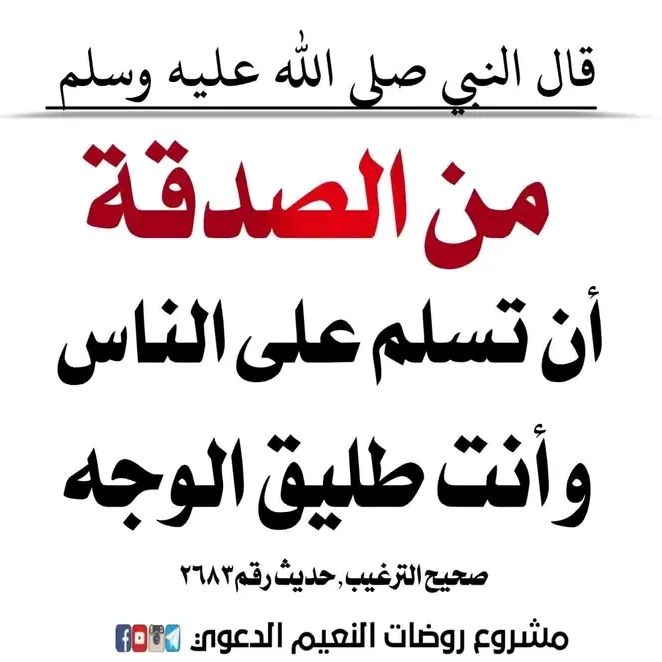 قال النبي صلى الله عليه وسلم
من الصدقة
أن تسلم على الناس
وأنت طليق الوجه
صحيح الترغيب, حديث رقم ٢٦٨٣
مشروع روضات النعيم الدعوي